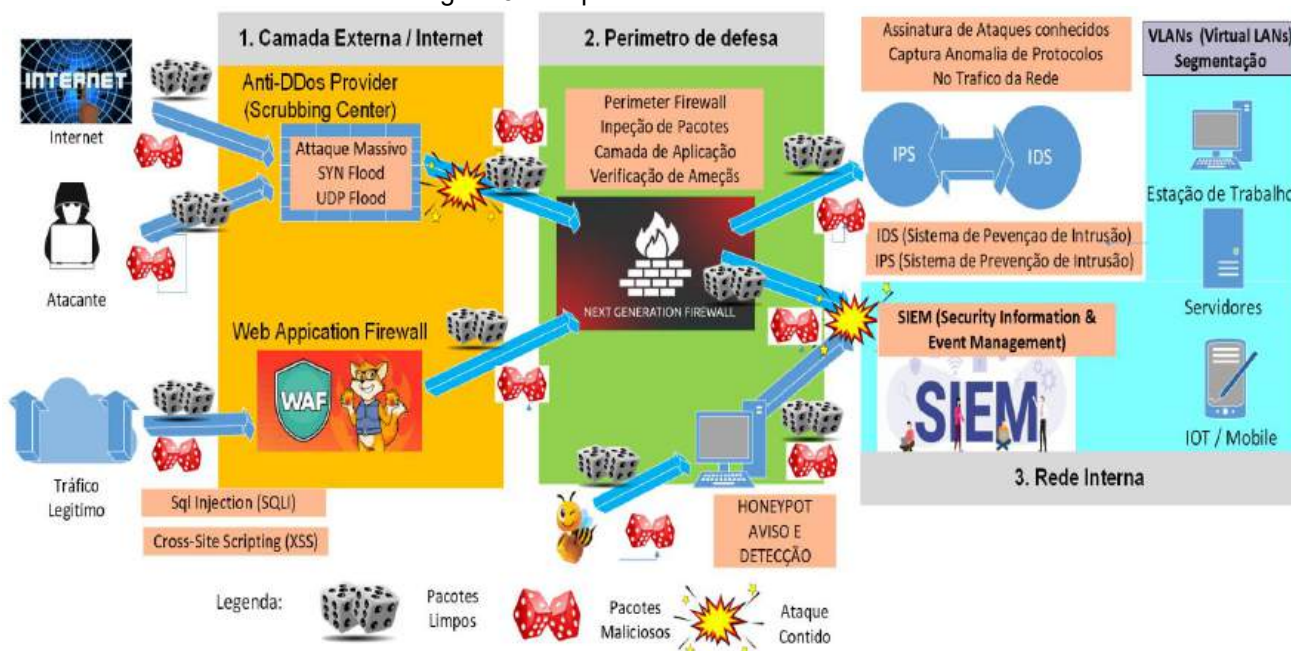 1. Camada Externa / Internet
2. Perimetro de defesa
Assinatura de Ataques conhecidos
Captura Anomalia de Protocolos
No Trafico da Rede
VLANs (Virtual LANs)
Segmentação
INTERNET
Internet
Anti-DDos Provider
(Scrubbing Center)
Attaque Massivo
SYN Flood
UDP Flood
Perimeter Firewall
Inpeção de Pacotes
Camada de Aplicação
Verificação de Ameçãs
IPS
IDS
Estação de Trabalho
Atacante
NEXT GENERATION FIREWALL
IDS (Sistema de Pevençao de Intrusão)
IPS (Sistema de Prevenção de Intrusão)
Servidores
Web Appication Firewall
WAF
SIEM (Security Information &
Event Management)
SIEM
IOT / Mobile
3. Rede Interna
Tráfico
Legitimo
Sql Injection (SQLI)
Cross-Site Scripting (XSS)
HONEYPOT
AVISO E
DETECÇÃO
Legenda:
Pacotes
Limpos
Pacotes
Maliciosos
Ataque
Contido